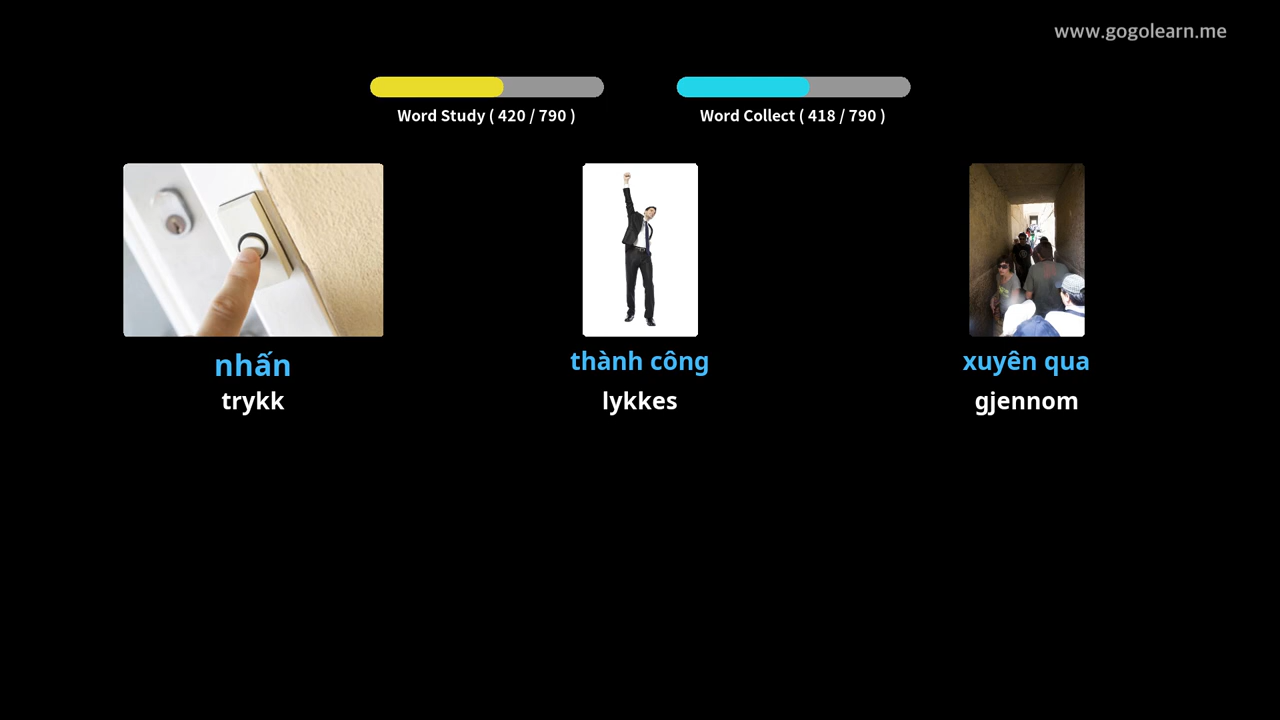 www.gogolearn.me
Word Study ( 420 / 790 )
Word Collect ( 418 / 790 )
nhấn
trykk
thành công
lykkes
xuyên qua
gjennom